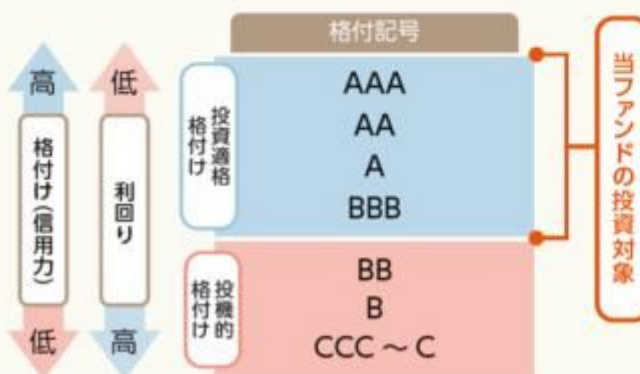 格付記号
高
格付け(信用力)
低
低
利回り
高
投資適格
格付け
AAA
AA
A
BBB
投機的
格付け
BB
B
CCC ~ C
当ファンドの投資対象